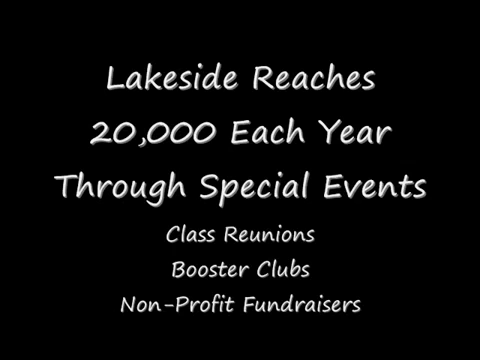 Lakeside Reaches
20,000 Each Year
Through Special Events
Class Reunions
Booster Clubs
Non-Profit Fundraisers